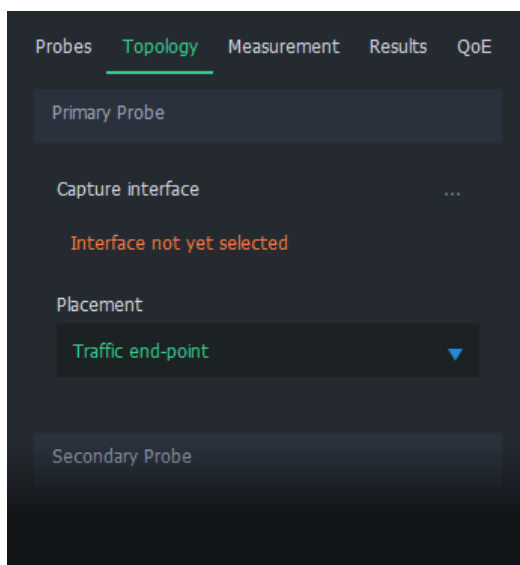 Probes Topology Measurement Results QoE
Primary Probe
Capture interface ...
Interface not yet selected
Placement
Traffic end-point
Secondary Probe